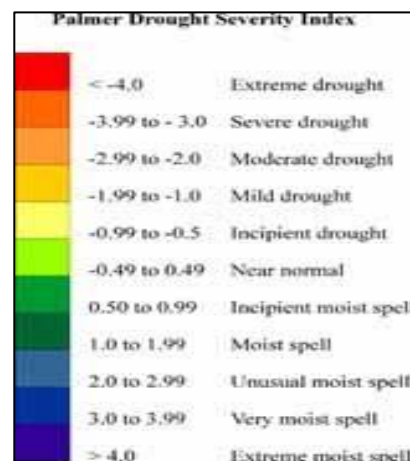 Palmer Drought Severity Index
< -4.0 Extreme drought
-3.99 to - 3.0 Severe drought
-2.99 to -2.0 Moderate drought
-1.99 to -1.0 Mild drought
-0.99 to -0.5 Incipient drought
-0.49 to 0.49 Near normal
0.50 to 0.99 Incipient moist spell
1.0 to 1.99 Moist spell
2.0 to 2.99 Unusual moist spell
3.0 to 3.99 Very moist spell
> 4.0 Extreme moist spell